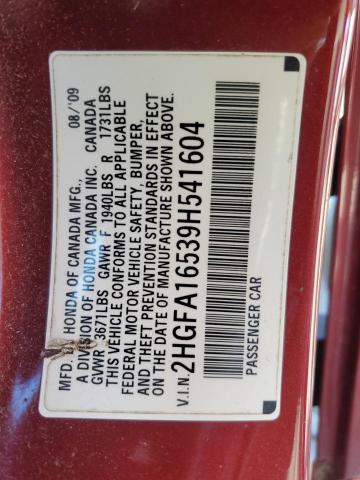 MFD. BY HONDA OF CANADA MFG., 08/'09
A DIVISION OF HONDA CANADA INC. CANADA
GVWR 3671LBS GAWR F 1940LBS R 1731LBS
THIS VEHICLE CONFORMS TO ALL APPLICABLE
FEDERAL MOTOR VEHICLE SAFETY, BUMPER,
AND THEFT PREVENTION STANDARDS IN EFFECT
ON THE DATE OF MANUFACTURE SHOWN ABOVE.
V.I.N. 2HGFA16539H541604
PASSENGER CAR